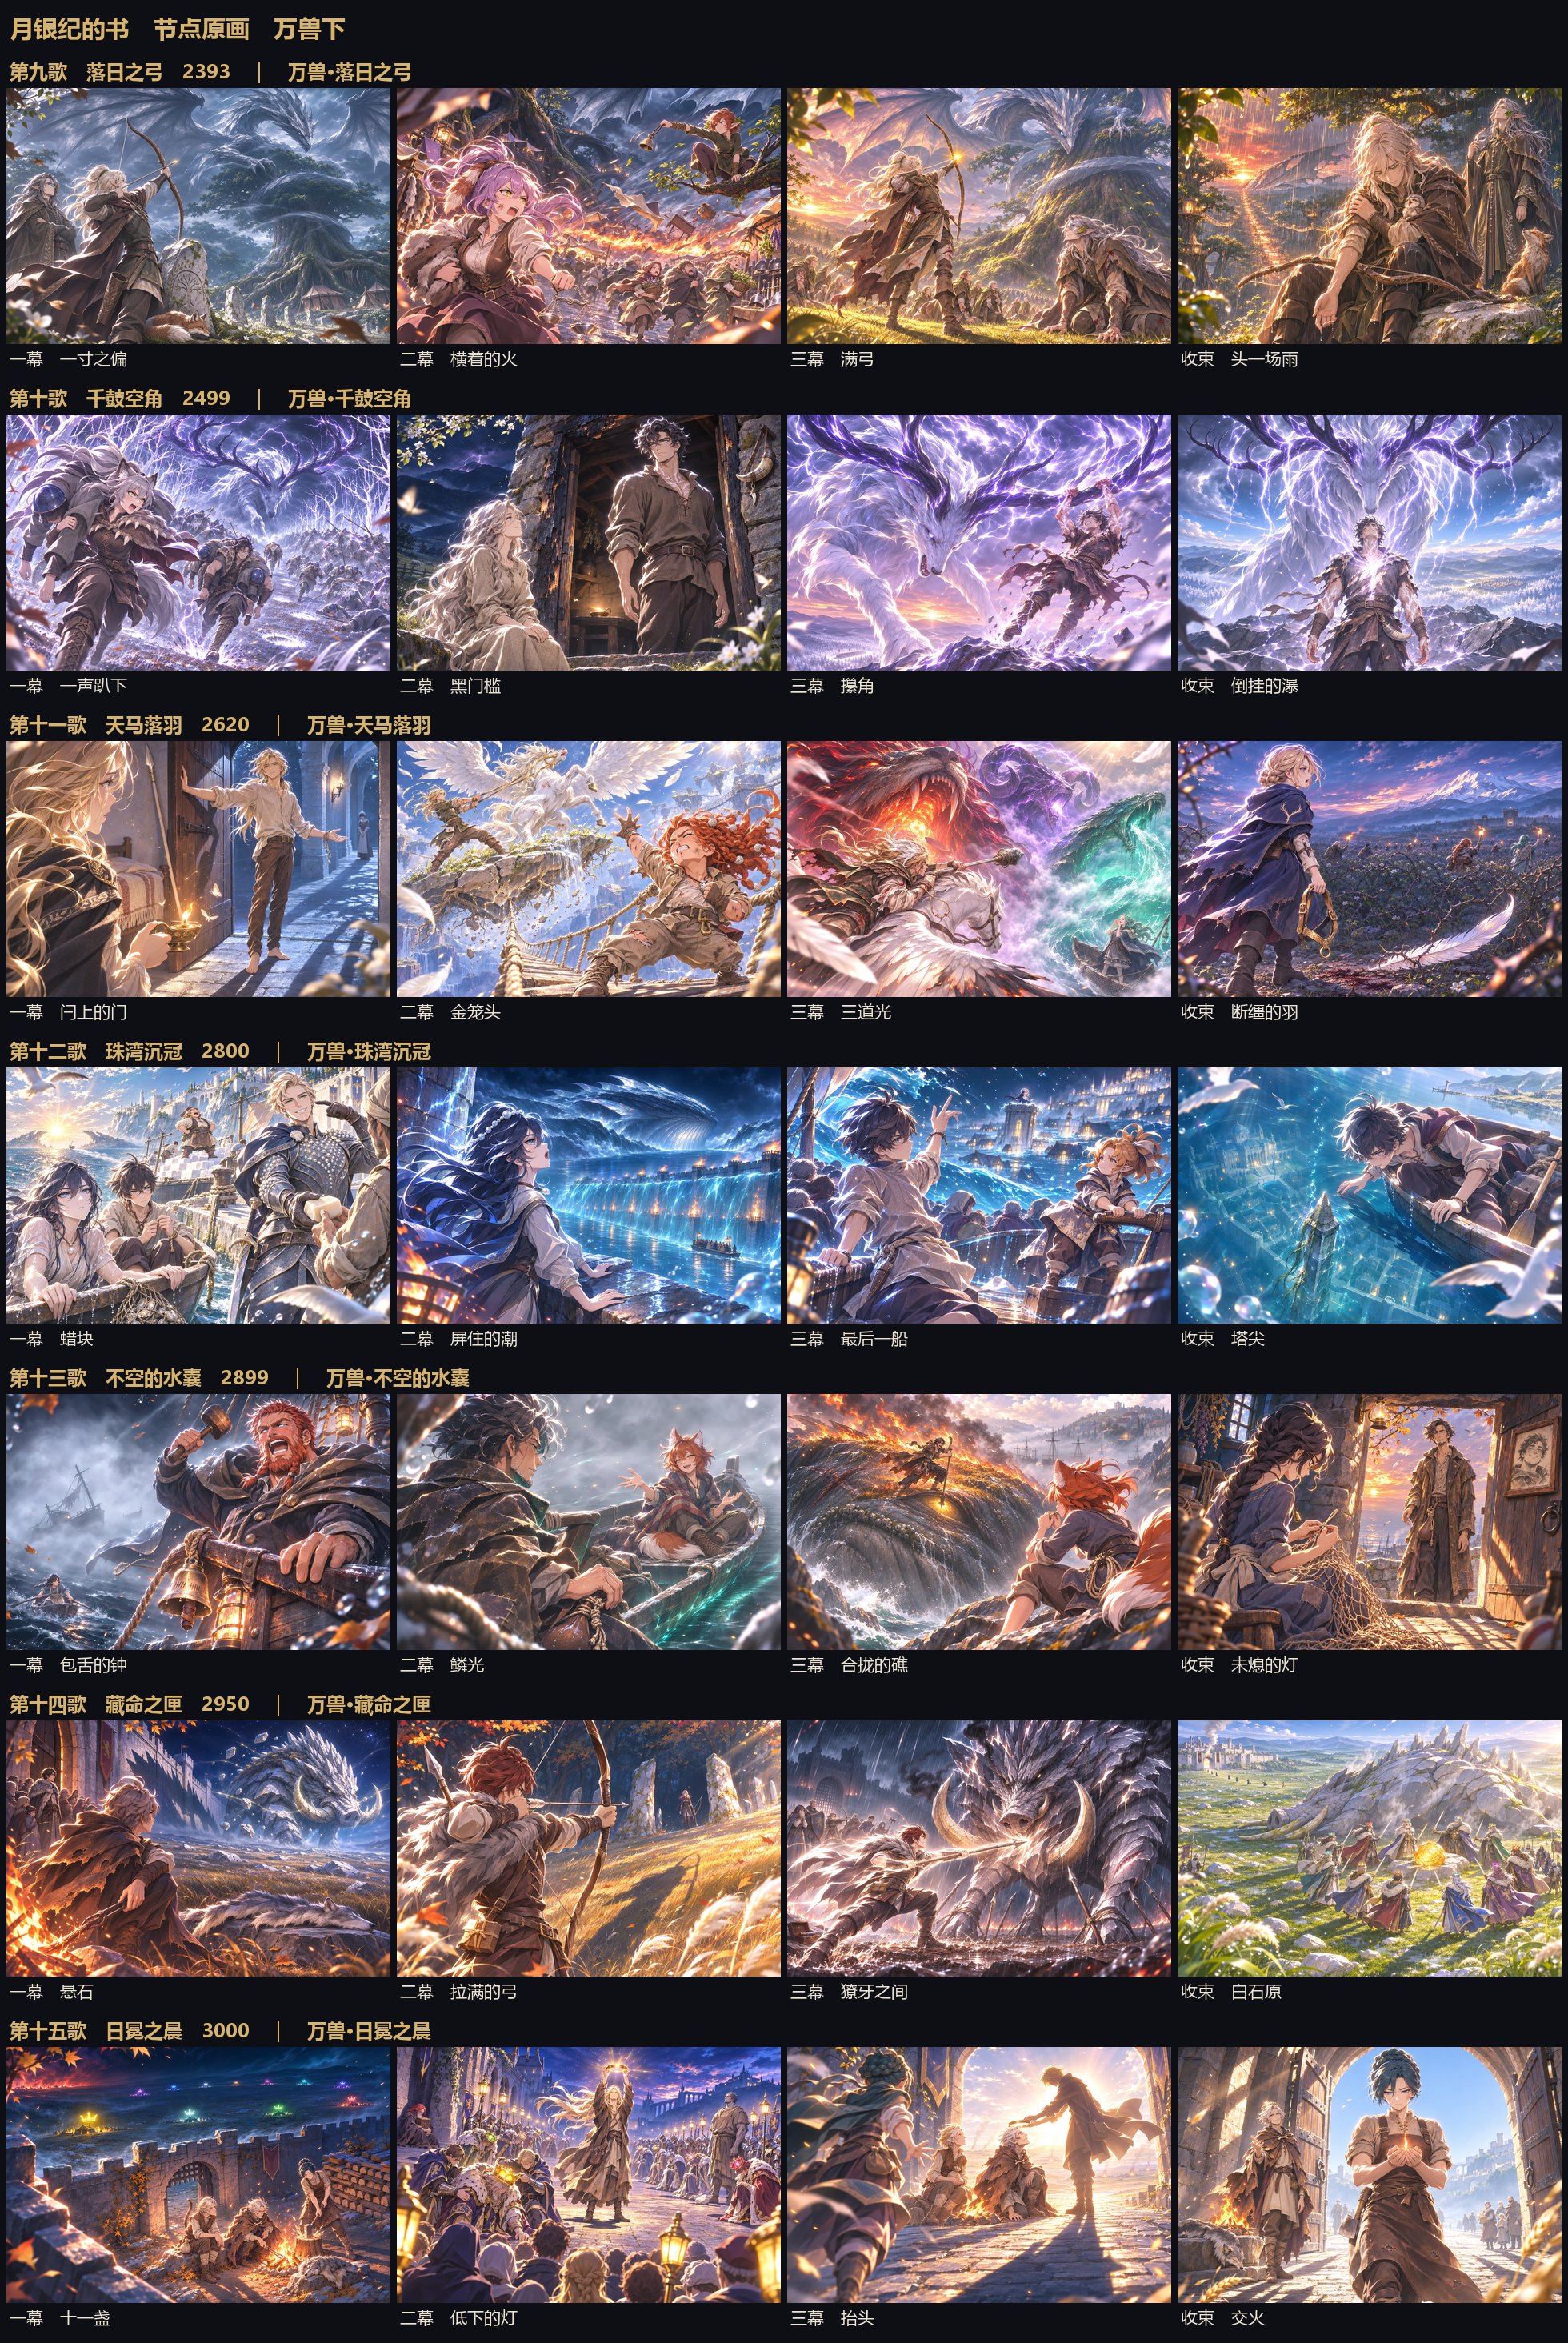 月银纪的书 节点原画 万兽下
第九歌 落日之弓 2393 | 万兽·落日之弓
一幕 一寸之偏 二幕 横着的火 三幕 满弓 收束 头一场雨
第十歌 千鼓空角 2499 | 万兽·千鼓空角
一幕 一声趴下 二幕 黑门槛 三幕 攥角 收束 倒挂的瀑
第十一歌 天马落羽 2620 | 万兽·天马落羽
一幕 闩上的门 二幕 金笼头 三幕 三道光 收束 断缰的羽
第十二歌 珠湾沉冠 2800 | 万兽·珠湾沉冠
一幕 蜡块 二幕 屏住的潮 三幕 最后一船 收束 塔尖
第十三歌 不空的水囊 2899 | 万兽·不空的水囊
一幕 包舌的钟 二幕 鳞光 三幕 合拢的礁 收束 未熄的灯
第十四歌 藏命之匣 2950 | 万兽·藏命之匣
一幕 悬石 二幕 拉满的弓 三幕 獠牙之间 收束 白石原
第十五歌 日冕之晨 3000 | 万兽·日冕之晨
一幕 十一盏 二幕 低下的灯 三幕 抬头 收束 交火